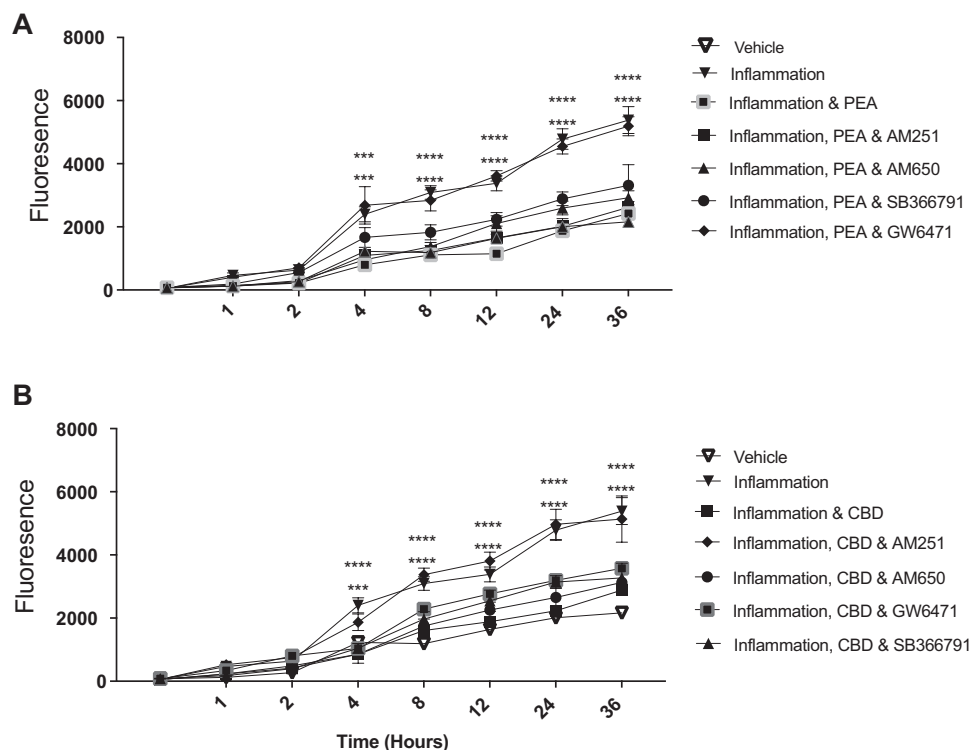 A
8000
6000
4000
2000
0
Fluoresence
***
***
****
****
****
****
****
****
****
****
1
2
4
8
12
24
36
Vehicle
Inflammation
Inflammation & PEA
Inflammation, PEA & AM251
Inflammation, PEA & AM650
Inflammation, PEA & SB366791
Inflammation, PEA & GW6471
B
8000
6000
4000
2000
0
Fluoresence
****
***
****
****
****
****
****
****
****
****
1
2
4
8
12
24
36
Time (Hours)
Vehicle
Inflammation
Inflammation & CBD
Inflammation, CBD & AM251
Inflammation, CBD & AM650
Inflammation, CBD & GW6471
Inflammation, CBD & SB366791